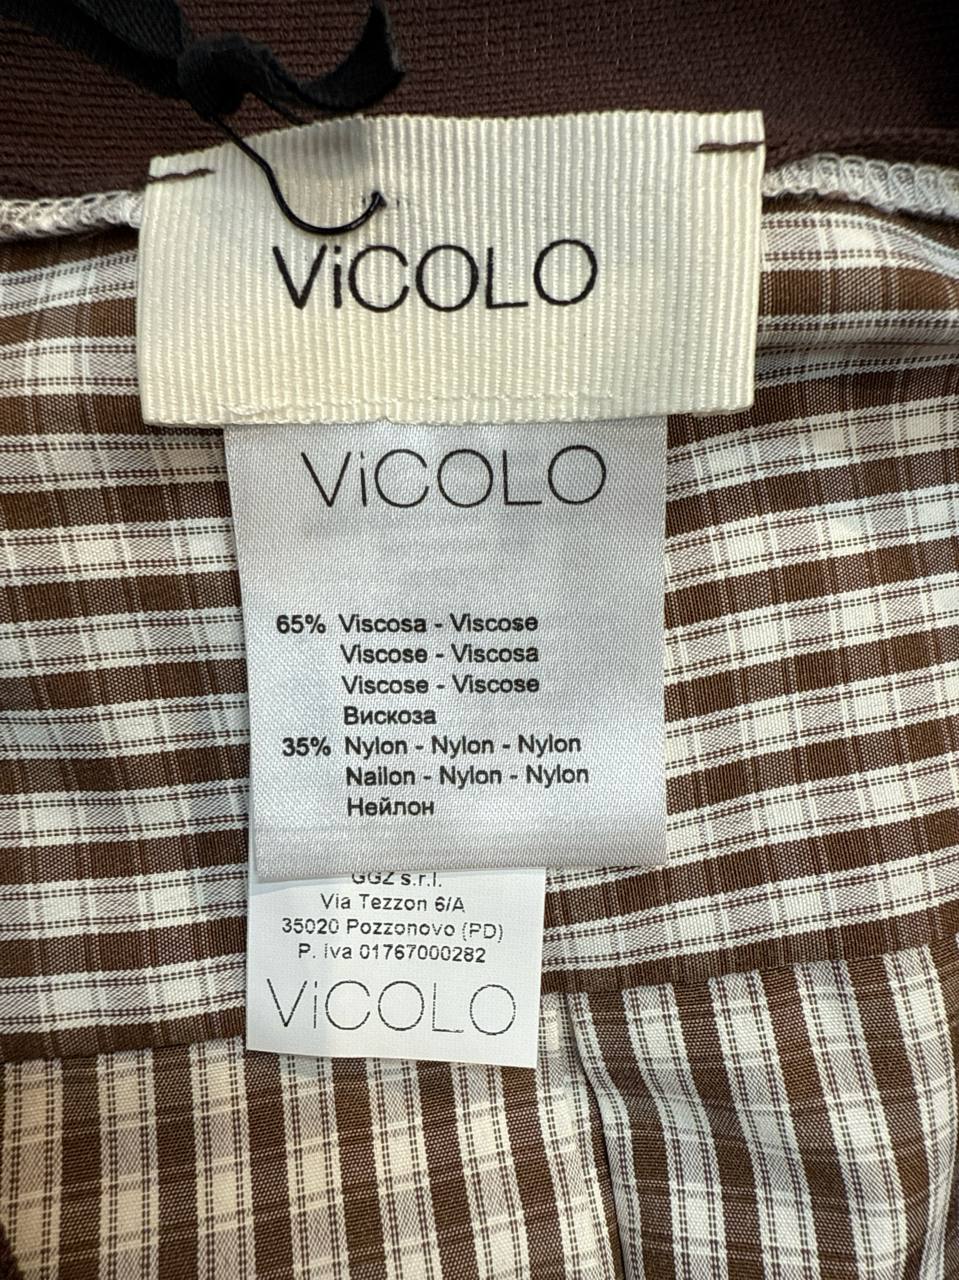 ViCOLO
ViCOLO
65% Viscosa - Viscose
Viscose - Viscosa
Viscose - Viscose
Вискоза
35% Nylon - Nylon - Nylon
Nailon - Nylon - Nylon
Нейлон
GGZ s.r.l.
Via Tezzon 6/A
35020 Pozzonovo (PD)
P. iva 01767000282
ViCOLO